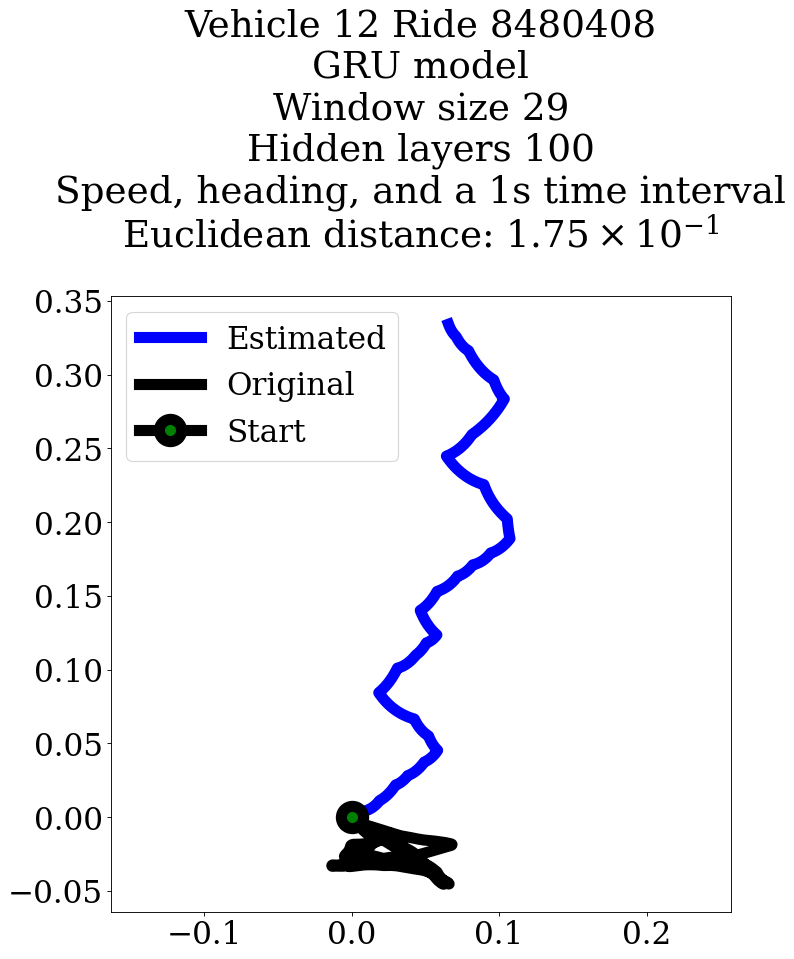 Vehicle 12 Ride 8480408
GRU model
Window size 29
Hidden layers 100
Speed, heading, and a 1s time interval
Euclidean distance: 1.75 × 10⁻¹
Estimated
Original
Start
0.35
0.30
0.25
0.20
0.15
0.10
0.05
0.00
−0.05
−0.1 0.0 0.1 0.2